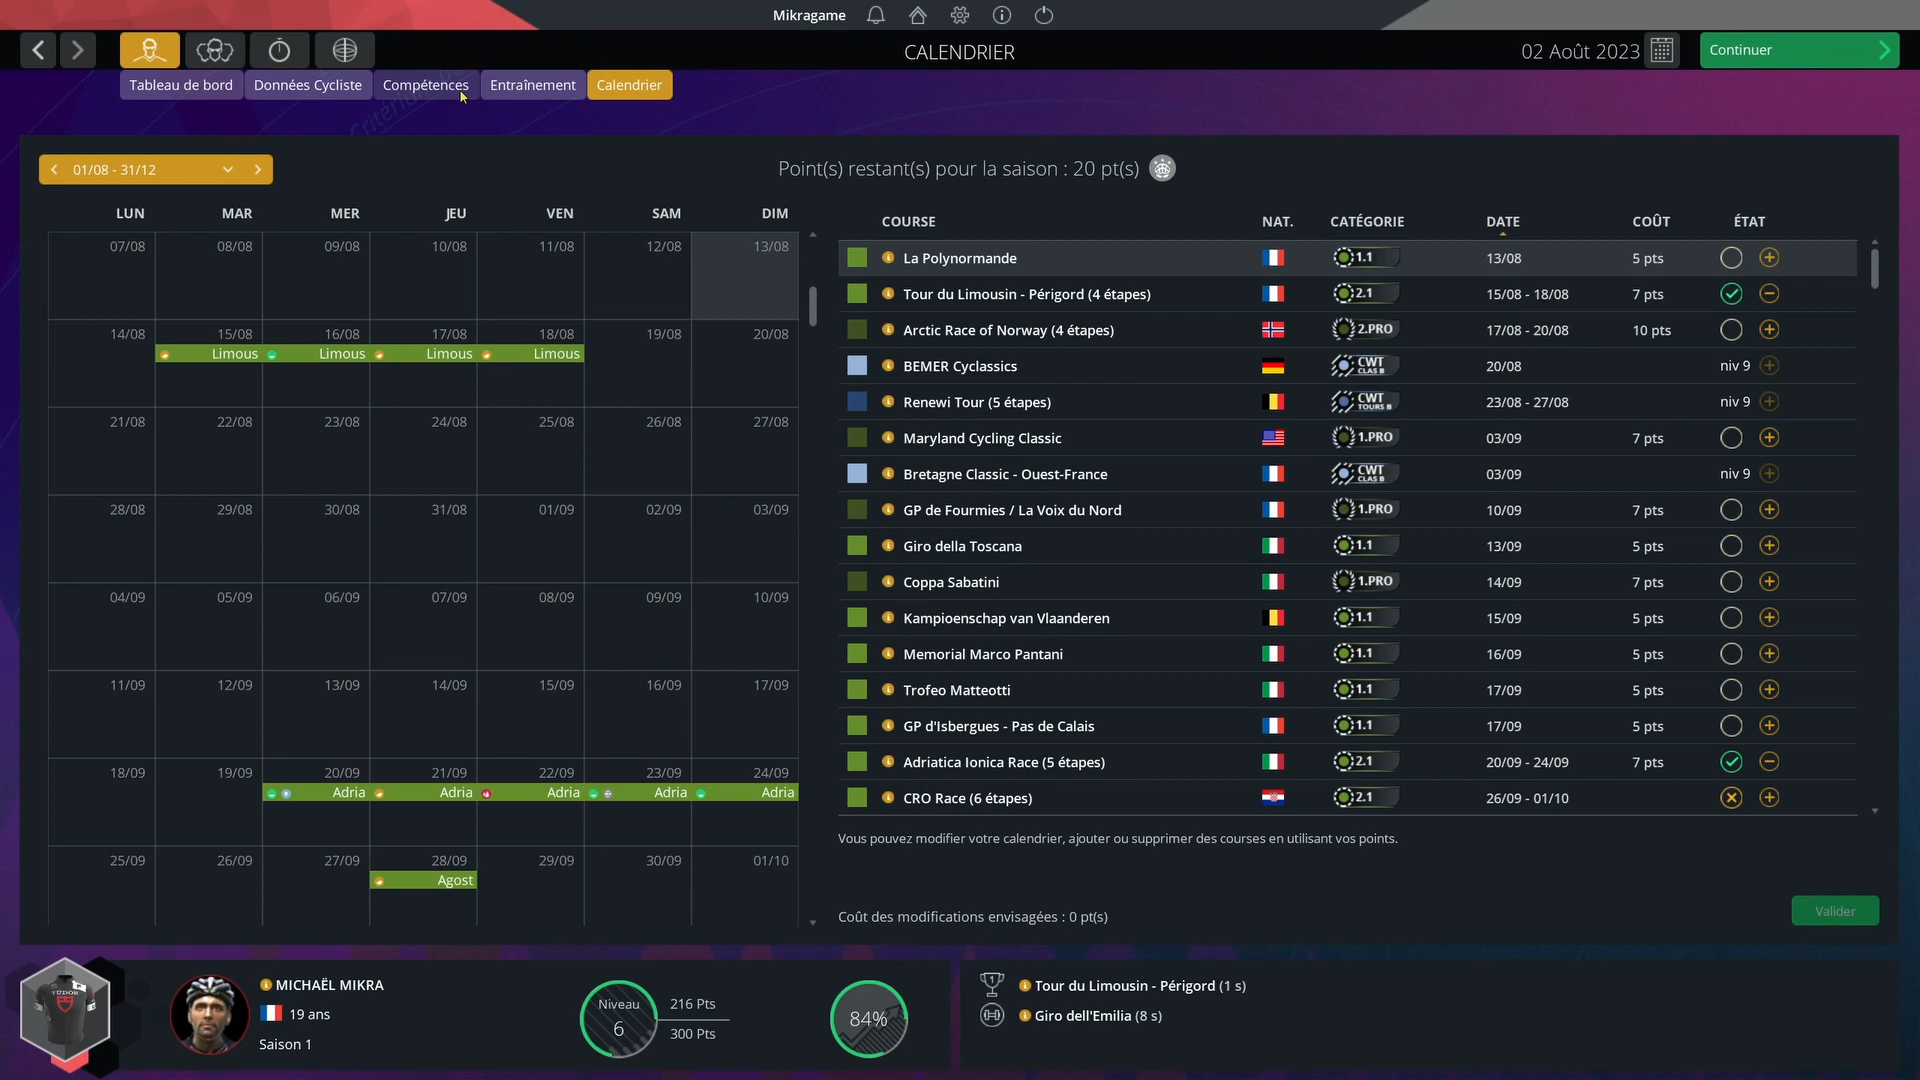 Mikragame
CALENDRIER
02 Août 2023
Continuer
Tableau de bord
Données Cycliste
Compétences
Entraînement
Calendrier
01/08 - 31/12
Point(s) restant(s) pour la saison : 20 pt(s)
LUN MAR MER JEU VEN SAM DIM
07/08 08/08 09/08 10/08 11/08 12/08 13/08
14/08 15/08 16/08 17/08 18/08 19/08 20/08
Limous Limous Limous Limous
21/08 22/08 23/08 24/08 25/08 26/08 27/08
28/08 29/08 30/08 31/08 01/09 02/09 03/09
04/09 05/09 06/09 07/09 08/09 09/09 10/09
11/09 12/09 13/09 14/09 15/09 16/09 17/09
18/09 19/09 20/09 21/09 22/09 23/09 24/09
Adria Adria Adria Adria Adria
25/09 26/09 27/09 28/09 29/09 30/09 01/10
Agost
COURSE NAT. CATÉGORIE DATE COÛT ÉTAT
La Polynormande 1.1 13/08 5 pts
Tour du Limousin - Périgord (4 étapes) 2.1 15/08 - 18/08 7 pts
Arctic Race of Norway (4 étapes) 2.PRO 17/08 - 20/08 10 pts
BEMER Cyclassics CWT CLAS B 20/08 niv 9
Renewi Tour (5 étapes) CWT TOURS B 23/08 - 27/08 niv 9
Maryland Cycling Classic 1.PRO 03/09 7 pts
Bretagne Classic - Ouest-France CWT CLAS B 03/09 niv 9
GP de Fourmies / La Voix du Nord 1.PRO 10/09 7 pts
Giro della Toscana 1.1 13/09 5 pts
Coppa Sabatini 1.PRO 14/09 7 pts
Kampioenschap van Vlaanderen 1.1 15/09 5 pts
Memorial Marco Pantani 1.1 16/09 5 pts
Trofeo Matteotti 1.1 17/09 5 pts
GP d'Isbergues - Pas de Calais 1.1 17/09 5 pts
Adriatica Ionica Race (5 étapes) 2.1 20/09 - 24/09 7 pts
CRO Race (6 étapes) 2.1 26/09 - 01/10
Vous pouvez modifier votre calendrier, ajouter ou supprimer des courses en utilisant vos points.
Coût des modifications envisagées : 0 pt(s)
Valider
TUDOR
MICHAËL MIKRA
19 ans
Saison 1
Niveau
6
216 Pts
300 Pts
84%
Tour du Limousin - Périgord (1 s)
Giro dell'Emilia (8 s)